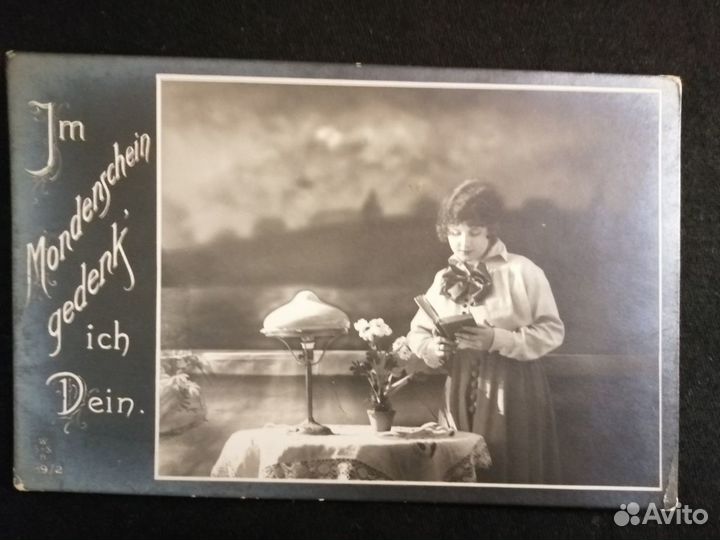 Im
Mondenschein
gedenk'
ich
Dein.
W
S+S
B
Avito